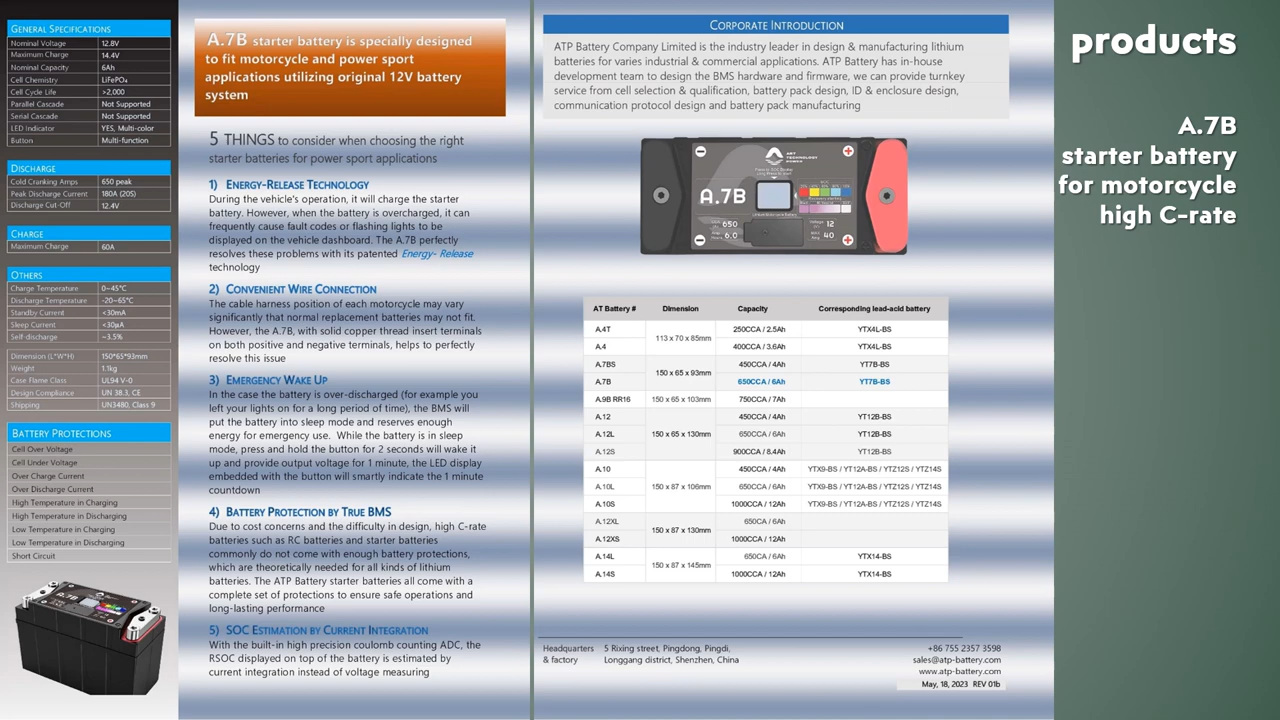 GENERAL SPECIFICATIONS
Nominal Voltage 12.8V
Maximum Charge 14.4V
Nominal Capacity 6Ah
Cell Chemistry LiFePO₄
Cell Cycle Life >2,000
Parallel Cascade Not Supported
Serial Cascade Not Supported
LED Indicator YES, Multi-color
Button Multi-function
DISCHARGE
Cold Cranking Amps 650 peak
Peak Discharge Current 180A (20S)
Discharge Cut-Off 12.4V
CHARGE
Maximum Charge 60A
OTHERS
Charge Temperature 0~45°C
Discharge Temperature -20~65°C
Standby Current <30mA
Sleep Current <30μA
Self-discharge ~3.5%
Dimension (L*W*H) 150*65*93mm
Weight 1.1kg
Case Flame Class UL94 V-0
Design Compliance UN 38.3, CE
Shipping UN3480, Class 9
BATTERY PROTECTIONS
Cell Over Voltage
Cell Under Voltage
Over Charge Current
Over Discharge Current
High Temperature in Charging
High Temperature in Discharging
Low Temperature in Charging
Low Temperature in Discharging
Short Circuit
A.7B starter battery is specially designed
to fit motorcycle and power sport
applications utilizing original 12V battery
system
5 THINGS to consider when choosing the right
starter batteries for power sport applications
1) ENERGY-RELEASE TECHNOLOGY
During the vehicle's operation, it will charge the starter
battery. However, when the battery is overcharged, it can
frequently cause fault codes or flashing lights to be
displayed on the vehicle dashboard. The A.7B perfectly
resolves these problems with its patented Energy- Release
technology
2) CONVENIENT WIRE CONNECTION
The cable harness position of each motorcycle may vary
significantly that normal replacement batteries may not fit.
However, the A.7B, with solid copper thread insert terminals
on both positive and negative terminals, helps to perfectly
resolve this issue
3) EMERGENCY WAKE UP
In the case the battery is over-discharged (for example you
left your lights on for a long period of time), the BMS will
put the battery into sleep mode and reserves enough
energy for emergency use. While the battery is in sleep
mode, press and hold the button for 2 seconds will wake it
up and provide output voltage for 1 minute, the LED display
embedded with the button will smartly indicate the 1 minute
countdown
4) BATTERY PROTECTION BY TRUE BMS
Due to cost concerns and the difficulty in design, high C-rate
batteries such as RC batteries and starter batteries
commonly do not come with enough battery protections,
which are theoretically needed for all kinds of lithium
batteries. The ATP Battery starter batteries all come with a
complete set of protections to ensure safe operations and
long-lasting performance
5) SOC ESTIMATION BY CURRENT INTEGRATION
With the built-in high precision coulomb counting ADC, the
RSOC displayed on top of the battery is estimated by
current integration instead of voltage measuring
CORPORATE INTRODUCTION
ATP Battery Company Limited is the industry leader in design & manufacturing lithium
batteries for varies industrial & commercial applications. ATP Battery has in-house
development team to design the BMS hardware and firmware, we can provide turnkey
service from cell selection & qualification, battery pack design, ID & enclosure design,
communication protocol design and battery pack manufacturing
A.7B
650
6.0
12
40
AT Battery # Dimension Capacity Corresponding lead-acid battery
A.4T 113 x 70 x 85mm 250CCA / 2.5Ah YTX4L-BS
A.4 400CCA / 3.6Ah YTX4L-BS
A.7BS 150 x 65 x 93mm 450CCA / 4Ah YT7B-BS
A.7B 650CCA / 6Ah YT7B-BS
A.9B RR16 150 x 65 x 103mm 750CCA / 7Ah
A.12 150 x 65 x 130mm 450CCA / 4Ah YT12B-BS
A.12L 650CCA / 6Ah YT12B-BS
A.12S 900CCA / 8.4Ah YT12B-BS
A.10 150 x 87 x 106mm 450CCA / 4Ah YTX9-BS / YT12A-BS / YTZ12S / YTZ14S
A.10L 650CCA / 6Ah YTX9-BS / YT12A-BS / YTZ12S / YTZ14S
A.10S 1000CCA / 12Ah YTX9-BS / YT12A-BS / YTZ12S / YTZ14S
A.12XL 150 x 87 x 130mm 650CA / 6Ah
A.12XS 1000CCA / 12Ah
A.14L 150 x 87 x 145mm 650CA / 6Ah YTX14-BS
A.14S 1000CCA / 12Ah YTX14-BS
Headquarters 5 Rixing street, Pingdong, Pingdi,
& factory Longgang district, Shenzhen, China
+86 755 2357 3598
sales@atp-battery.com
www.atp-battery.com
May, 18, 2023 REV 01b
products
A.7B
starter battery
for motorcycle
high C-rate